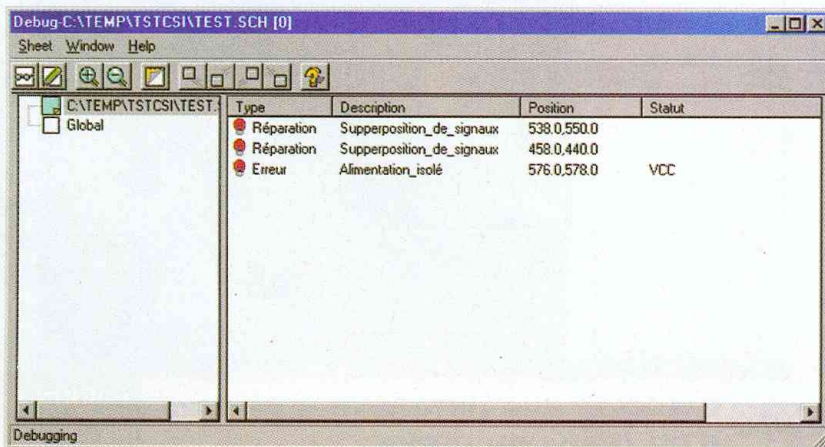 Debug-C:\TEMP\TSTCSI\TEST.SCH [0]
Sheet Window Help
C:\TEMP\TSTCSI\TEST.S
Global
Type Description Position Statut
Réparation Supperposition_de_signaux 538.0,550.0
Réparation Supperposition_de_signaux 458.0,440.0
Erreur Alimentation_isolé 576.0,578.0 VCC
Debugging